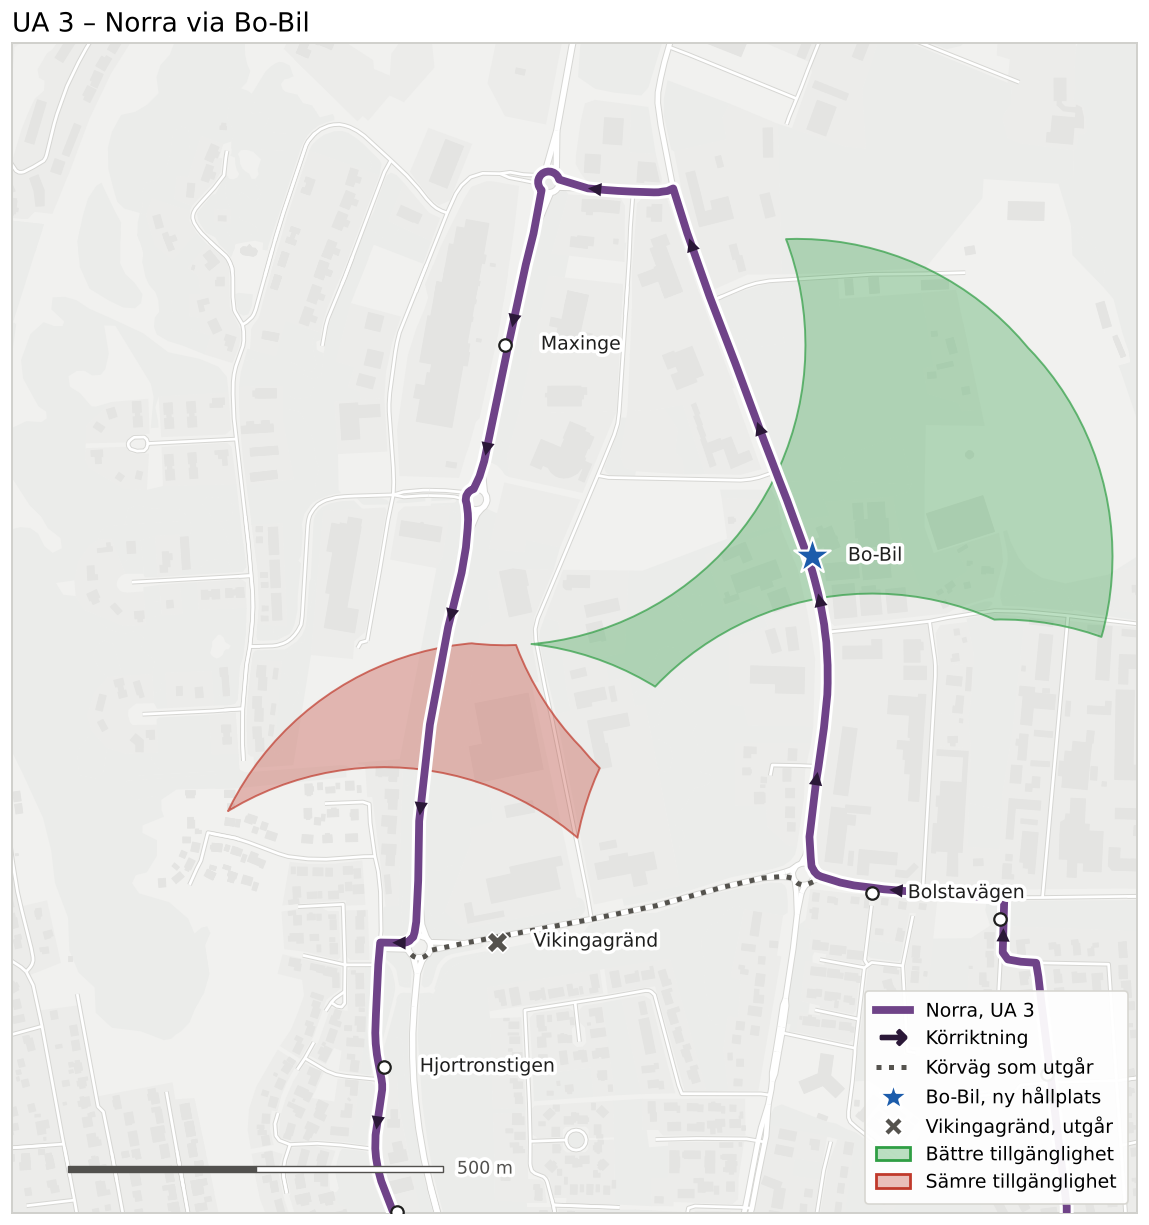 UA 3 – Norra via Bo-Bil
Maxinge
Bo-Bil
Bolstavägen
Vikingagränd
Hjortronstigen
500 m
Norra, UA 3
Körriktning
Körväg som utgår
Bo-Bil, ny hållplats
Vikingagränd, utgår
Bättre tillgänglighet
Sämre tillgänglighet